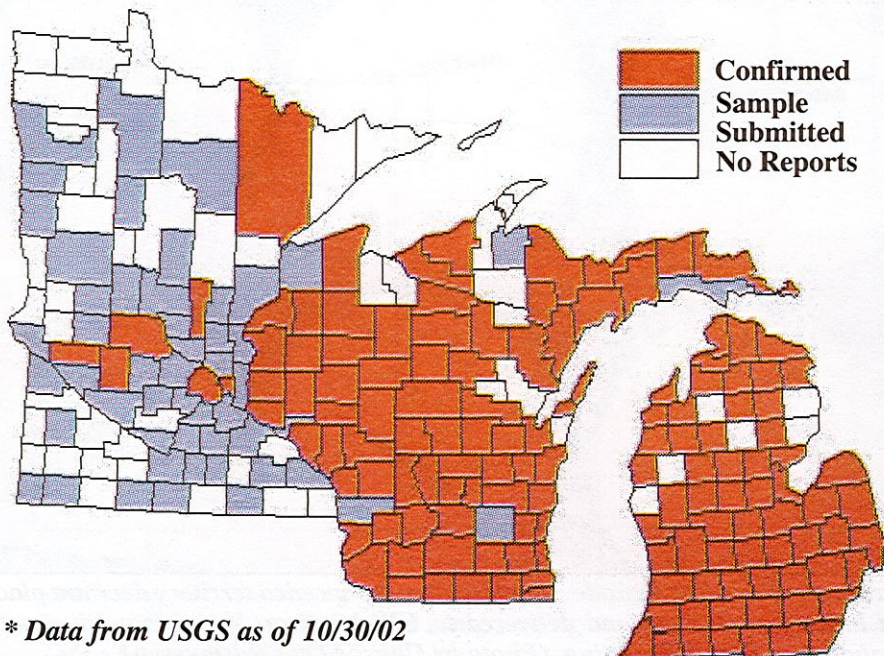 Confirmed
Sample
Submitted
No Reports
* Data from USGS as of 10/30/02